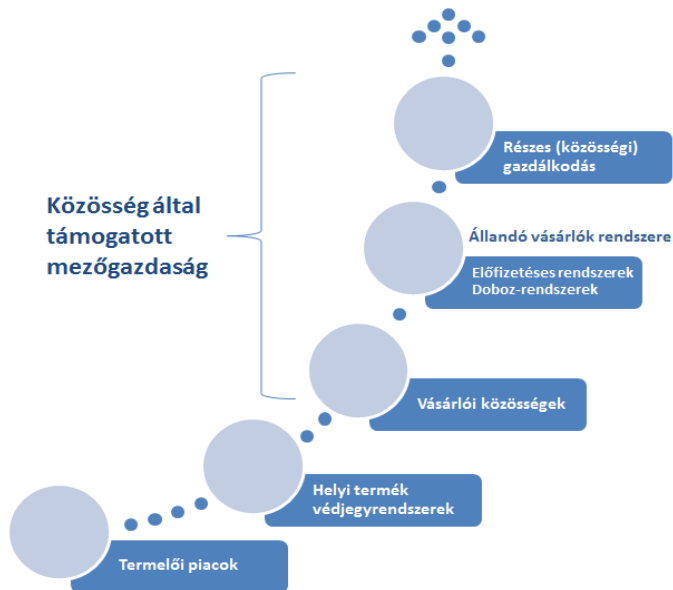 Részes (közösségi)
gazdálkodás
Közösség által
támogatott
mezőgazdaság
Állandó vásárlók rendszere
Előfizetéses rendszerek
Doboz-rendszerek
Vásárlói közösségek
Helyi termék
védjegyrendszerek
Termelői piacok